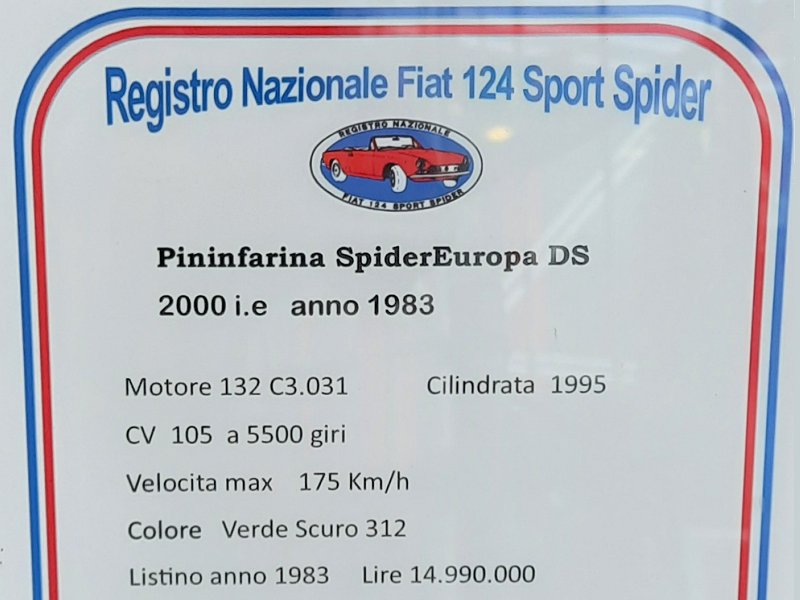 Registro Nazionale Fiat 124 Sport Spider
REGISTRO NAZIONALE
FIAT 124 SPORT SPIDER
Pininfarina SpiderEuropa DS
2000 i.e anno 1983
Motore 132 C3.031 Cilindrata 1995
CV 105 a 5500 giri
Velocita max 175 Km/h
Colore Verde Scuro 312
Listino anno 1983 Lire 14.990.000